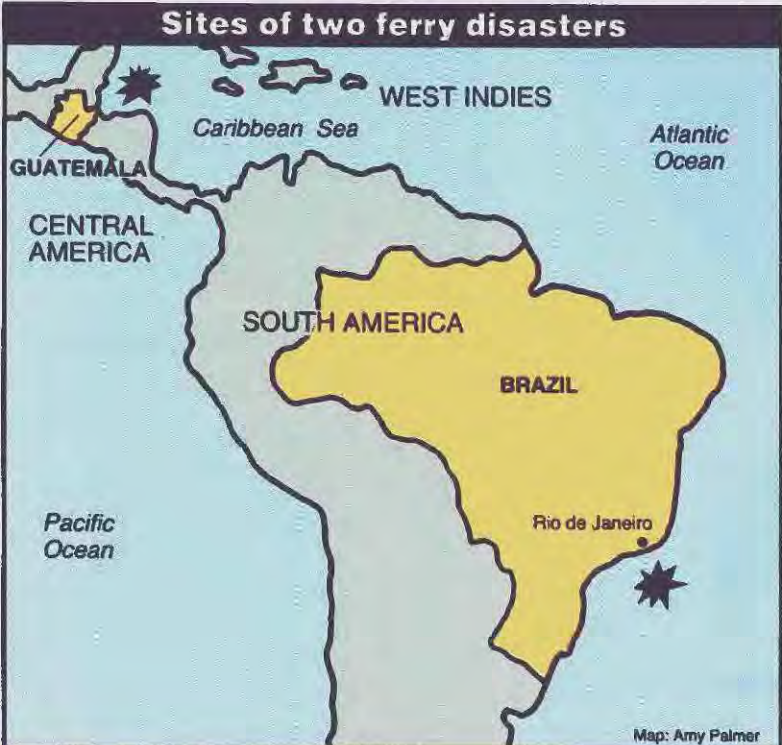 Sites of two ferry disasters
WEST INDIES
Caribbean Sea
Atlantic
Ocean
GUATEMALA
CENTRAL
AMERICA
SOUTH AMERICA
BRAZIL
Pacific
Ocean
Rio de Janeiro
Map: Amy Palmer